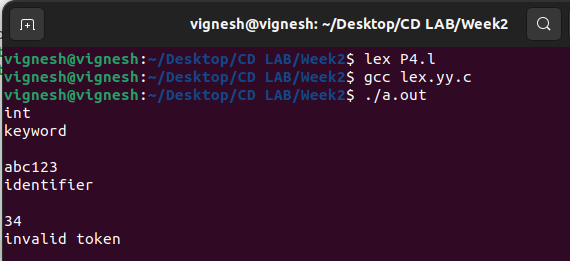 vignesh@vignesh: ~/Desktop/CD LAB/Week2
vignesh@vignesh:~/Desktop/CD LAB/Week2$ lex P4.l
vignesh@vignesh:~/Desktop/CD LAB/Week2$ gcc lex.yy.c
vignesh@vignesh:~/Desktop/CD LAB/Week2$ ./a.out
int
keyword
abc123
identifier
34
invalid token